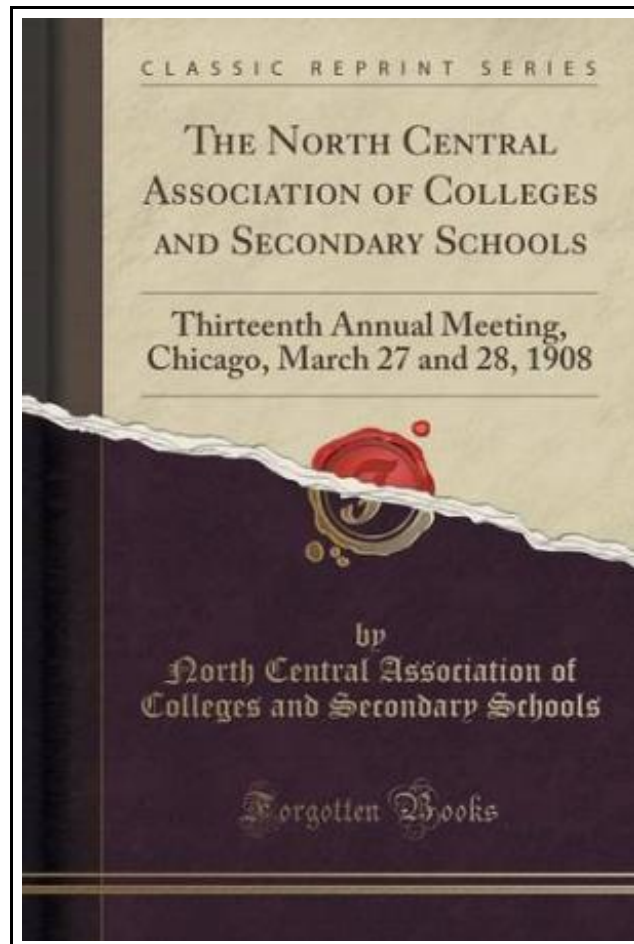 CLASSIC REPRINT SERIES
THE NORTH CENTRAL
ASSOCIATION OF COLLEGES
AND SECONDARY SCHOOLS
Thirteenth Annual Meeting,
Chicago, March 27 and 28, 1908
by
North Central Association of
Colleges and Secondary Schools
Forgotten Books